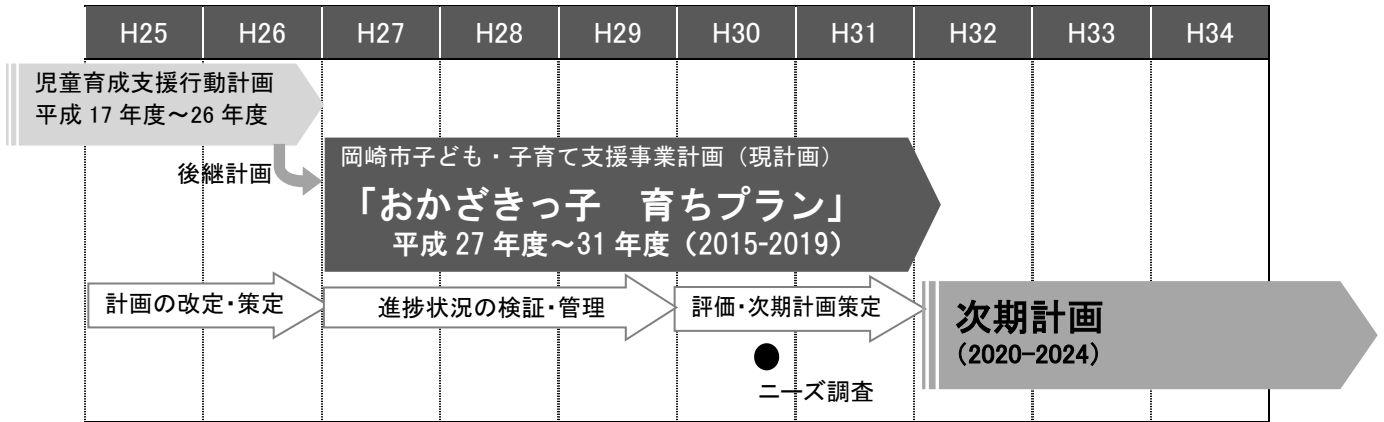 H25 H26 H27 H28 H29 H30 H31 H32 H33 H34
児童育成支援行動計画
平成 17 年度～26 年度
後継計画
岡崎市子ども・子育て支援事業計画（現計画）
「おかざきっ子　育ちプラン」
平成 27 年度～31 年度（2015-2019）
計画の改定・策定
進捗状況の検証・管理
評価・次期計画策定
次期計画
（2020-2024）
ニーズ調査